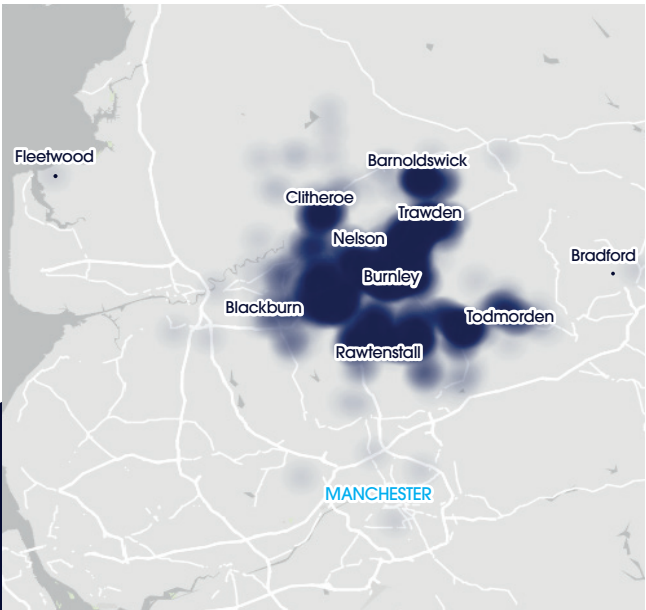 Fleetwood
Barnoldswick
Clitheroe
Trawden
Nelson
Bradford
Burnley
Blackburn
Todmorden
Rawtenstall
MANCHESTER